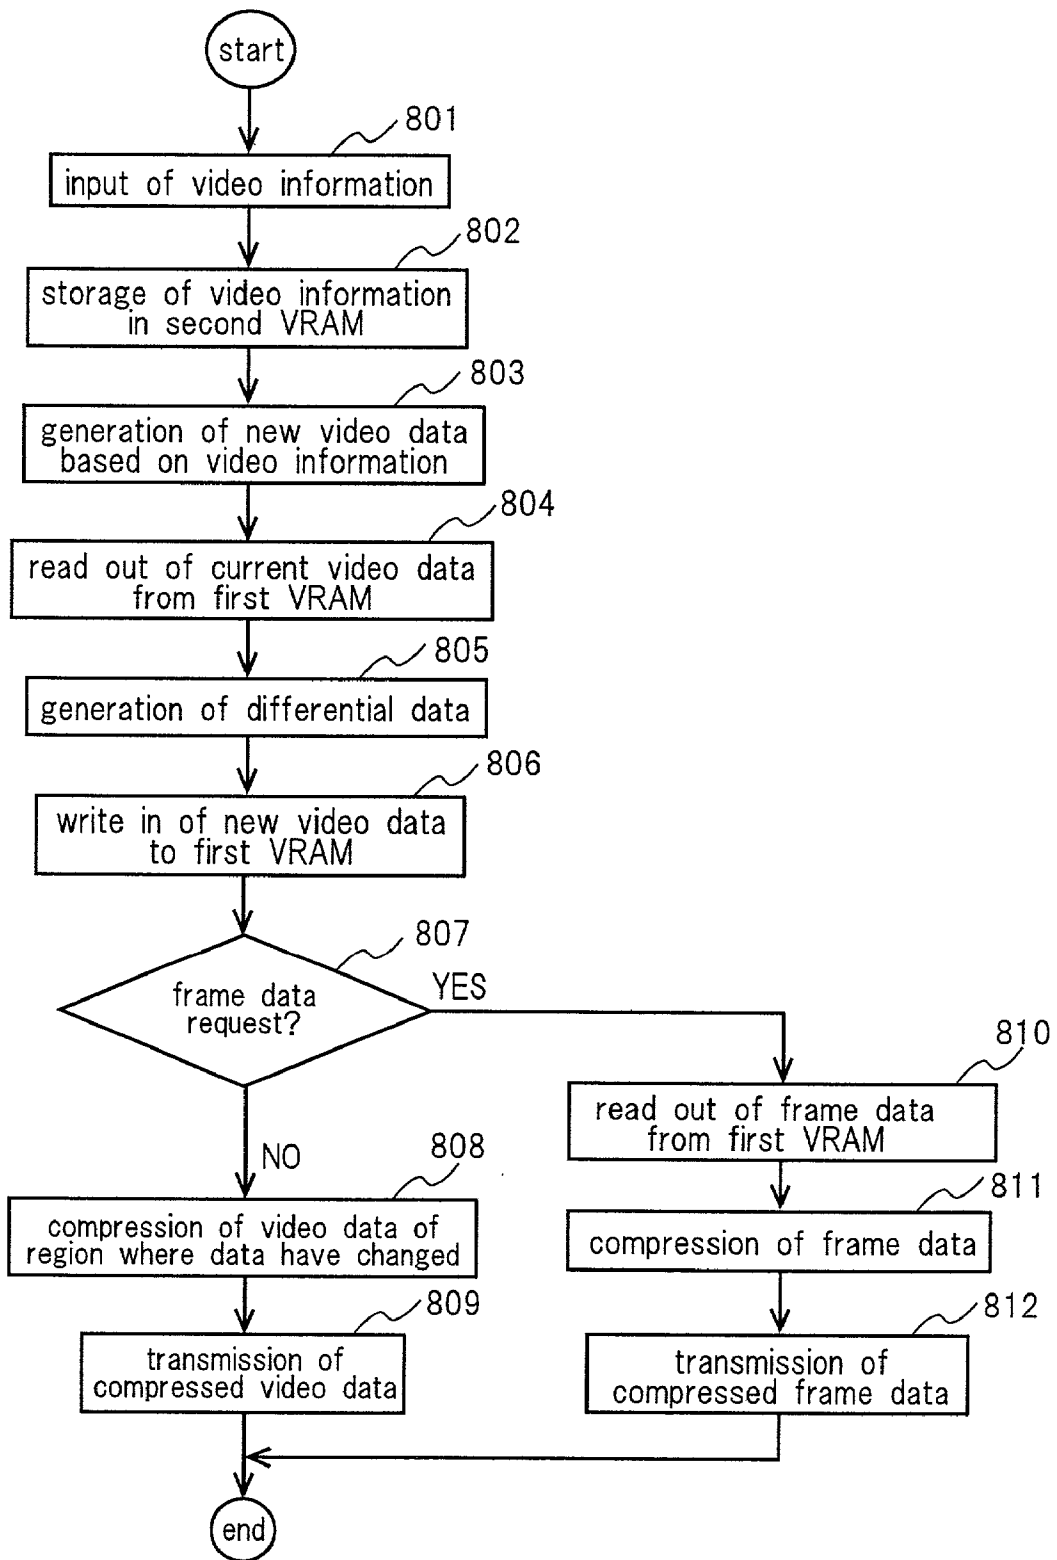 start
801
input of video information
802
storage of video information
in second VRAM
803
generation of new video data
based on video information
804
read out of current video data
from first VRAM
805
generation of differential data
806
write in of new video data
to first VRAM
807
frame data
request?
YES
NO
808
compression of video data of
region where data have changed
809
transmission of
compressed video data
810
read out of frame data
from first VRAM
811
compression of frame data
812
transmission of
compressed frame data
end